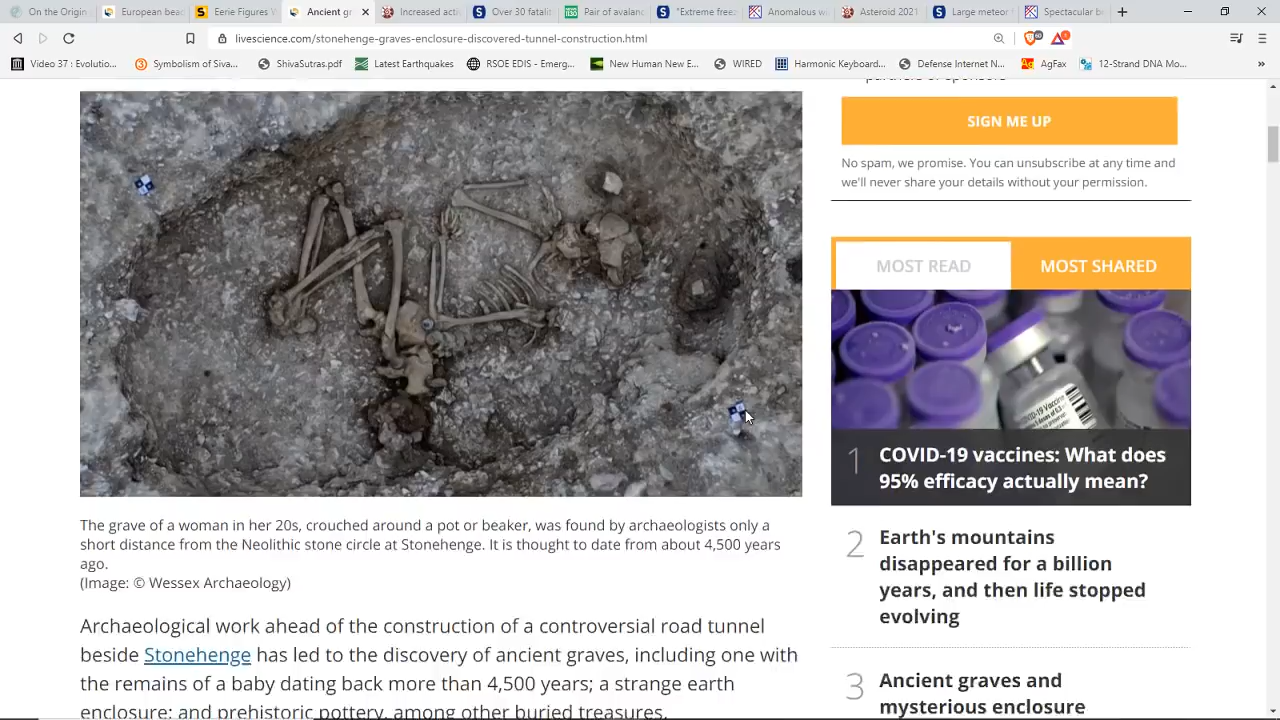 On the Origins
European bea
Eerie Figures W
Ancient g
Increased acti
Over 30 fatali
Pair of avalanc
"Extreme freez
Anomalous w
Asteroid 2021
Large meteor
Spectacular b
livescience.com/stonehenge-graves-enclosure-discovered-tunnel-construction.html
Video 37 : Evolutio...
Symbolism of Siva...
ShivaSutras.pdf
Latest Earthquakes
RSOE EDIS - Emerg...
New Human New E...
WIRED
Harmonic Keyboard...
Defense Internet N...
AgFax
12-Strand DNA Mo...
SIGN ME UP
No spam, we promise. You can unsubscribe at any time and
we'll never share your details without your permission.
MOST READ
MOST SHARED
1
COVID-19 vaccines: What does
95% efficacy actually mean?
2
Earth's mountains
disappeared for a billion
years, and then life stopped
evolving
3
Ancient graves and
mysterious enclosure
The grave of a woman in her 20s, crouched around a pot or beaker, was found by archaeologists only a
short distance from the Neolithic stone circle at Stonehenge. It is thought to date from about 4,500 years
ago.
(Image: © Wessex Archaeology)
Archaeological work ahead of the construction of a controversial road tunnel
beside Stonehenge has led to the discovery of ancient graves, including one with
the remains of a baby dating back more than 4,500 years; a strange earth
enclosure; and prehistoric pottery, among other buried treasures.